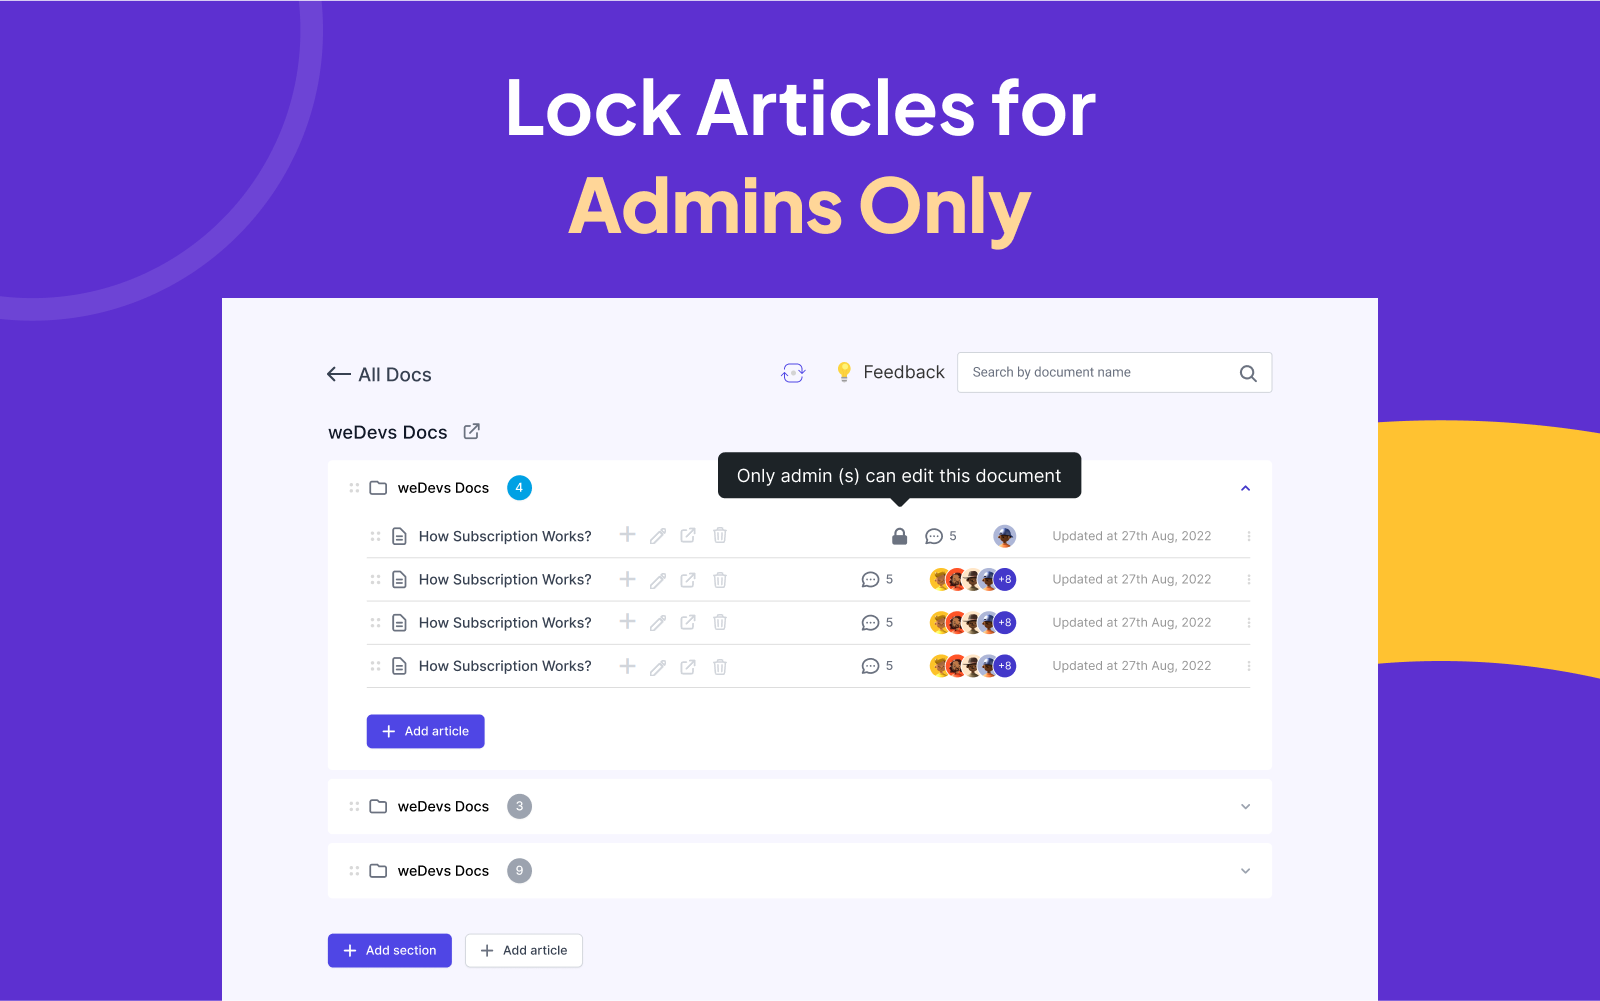 Lock Articles for
Admins Only
All Docs
Feedback
Search by document name
weDevs Docs
Only admin (s) can edit this document
weDevs Docs 4
How Subscription Works? 5 Updated at 27th Aug, 2022
How Subscription Works? 5 +8 Updated at 27th Aug, 2022
How Subscription Works? 5 +8 Updated at 27th Aug, 2022
How Subscription Works? 5 +8 Updated at 27th Aug, 2022
Add article
weDevs Docs 3
weDevs Docs 9
Add section
Add article